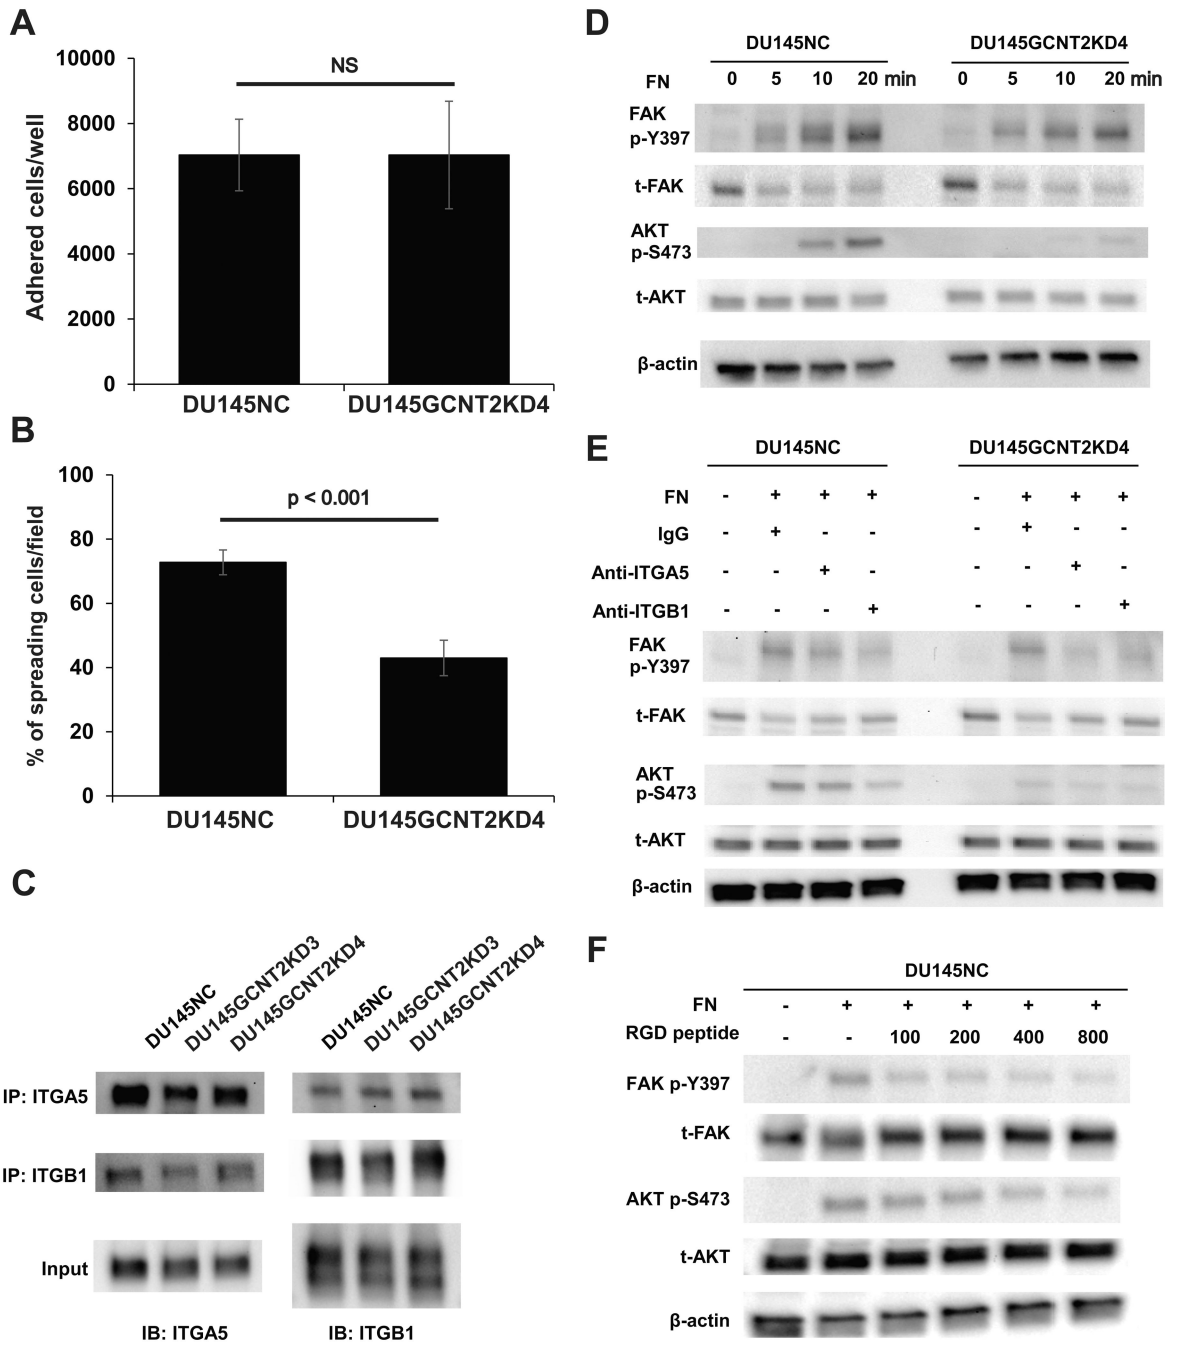 A
10000
8000
6000
4000
2000
0
Adhered cells/well
NS
DU145NC DU145GCNT2KD4
B
100
80
60
40
20
0
% of spreading cells/field
p < 0.001
DU145NC DU145GCNT2KD4
C
DU145NC DU145GCNT2KD3 DU145GCNT2KD4 DU145NC DU145GCNT2KD3 DU145GCNT2KD4
IP: ITGA5
IP: ITGB1
Input
IB: ITGA5 IB: ITGB1
D
DU145NC DU145GCNT2KD4
FN 0 5 10 20 min 0 5 10 20 min
FAK
p-Y397
t-FAK
AKT
p-S473
t-AKT
β-actin
E
DU145NC DU145GCNT2KD4
FN - + + + - + + +
IgG - + - - - + - -
Anti-ITGA5 - - + - - - + -
Anti-ITGB1 - - - + - - - +
FAK
p-Y397
t-FAK
AKT
p-S473
t-AKT
β-actin
F
DU145NC
FN - + + + + +
RGD peptide - - 100 200 400 800
FAK p-Y397
t-FAK
AKT p-S473
t-AKT
β-actin